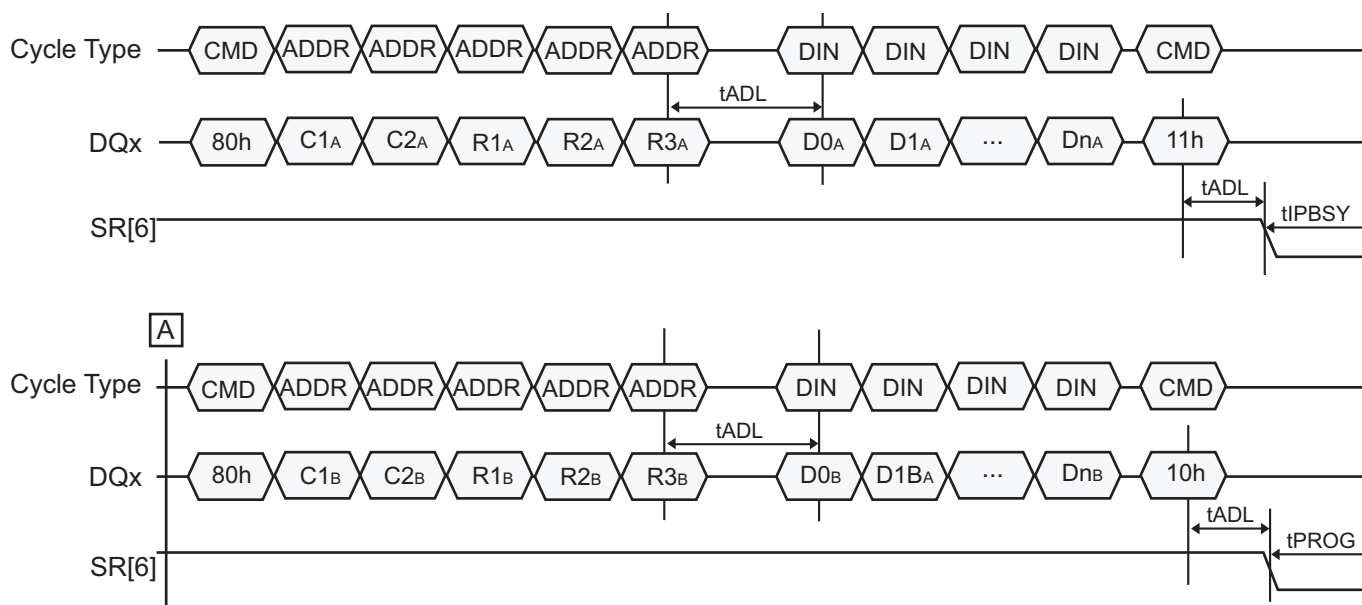 Cycle Type CMD ADDR ADDR ADDR ADDR ADDR DIN DIN DIN DIN CMD
tADL
DQx 80h C1A C2A R1A R2A R3A D0A D1A ... DnA 11h
tADL
SR[6] tIPBSY
A
Cycle Type CMD ADDR ADDR ADDR ADDR ADDR DIN DIN DIN DIN CMD
tADL
DQx 80h C1B C2B R1B R2B R3B D0B D1BA ... DnB 10h
tADL
SR[6] tPROG